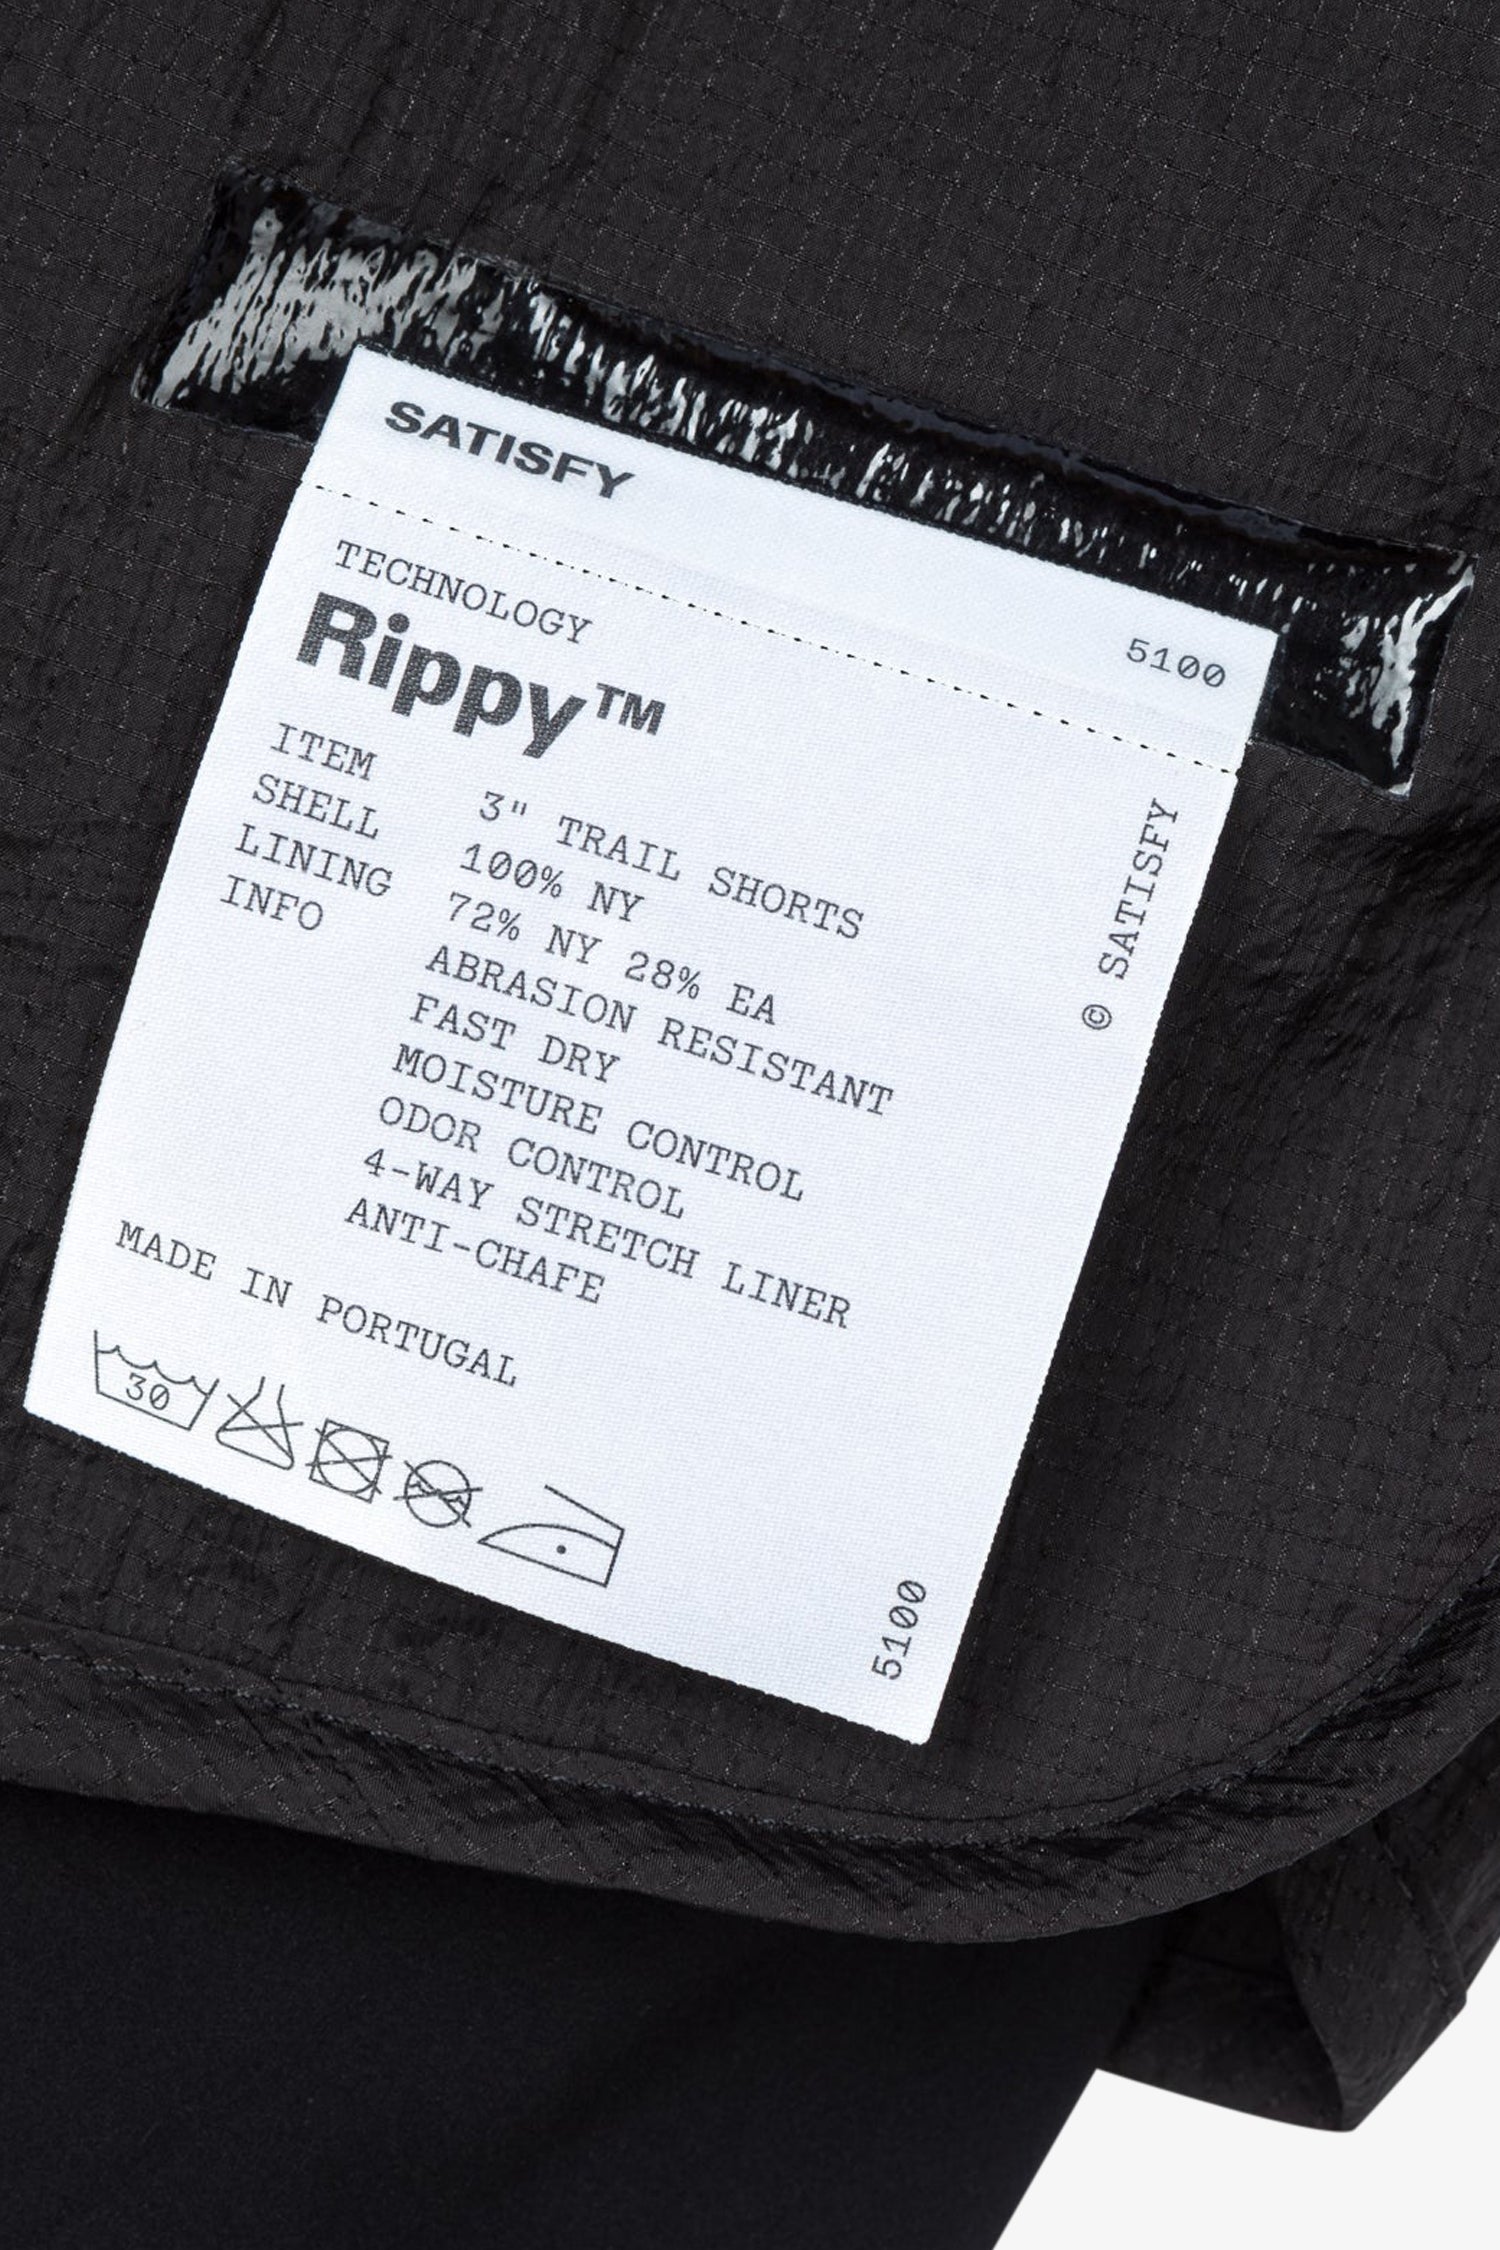 SATISFY
5100
TECHNOLOGY
Rippy™
ITEM 3" TRAIL SHORTS
SHELL 100% NY
LINING 72% NY 28% EA
INFO ABRASION RESISTANT
FAST DRY
MOISTURE CONTROL
ODOR CONTROL
4-WAY STRETCH LINER
ANTI-CHAFE
© SATISFY
MADE IN PORTUGAL
30
5100